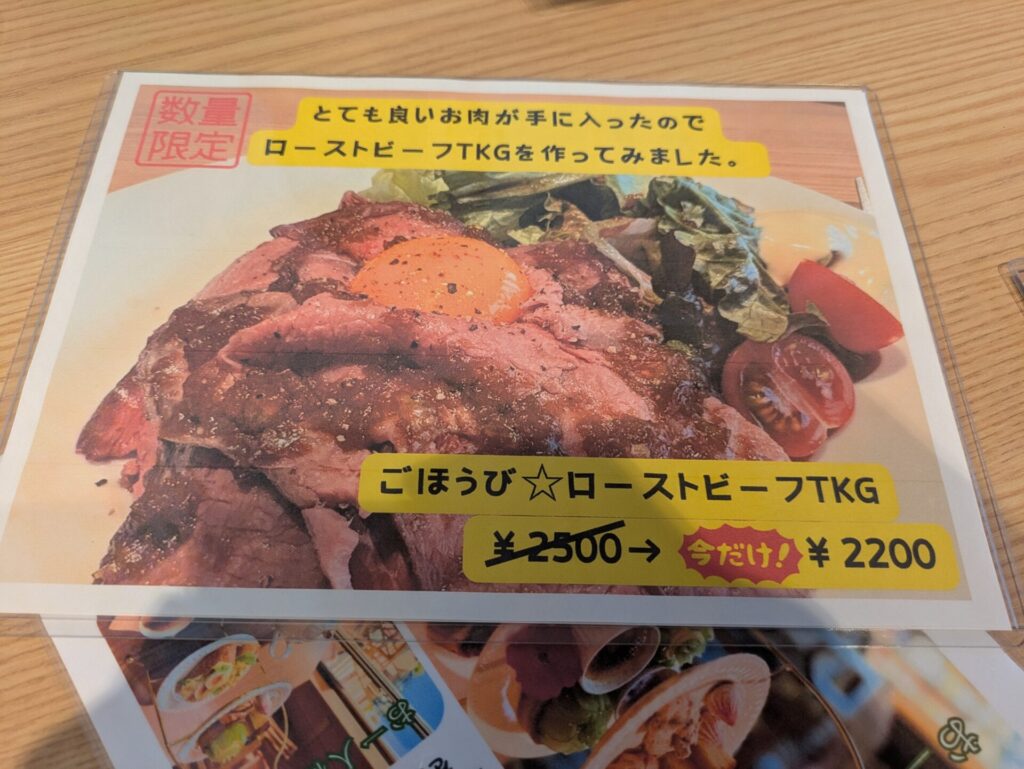 数量
限定
とても良いお肉が手に入ったので
ローストビーフTKGを作ってみました。
ごほうび☆ローストビーフTKG
¥2500→ 今だけ! ¥2200